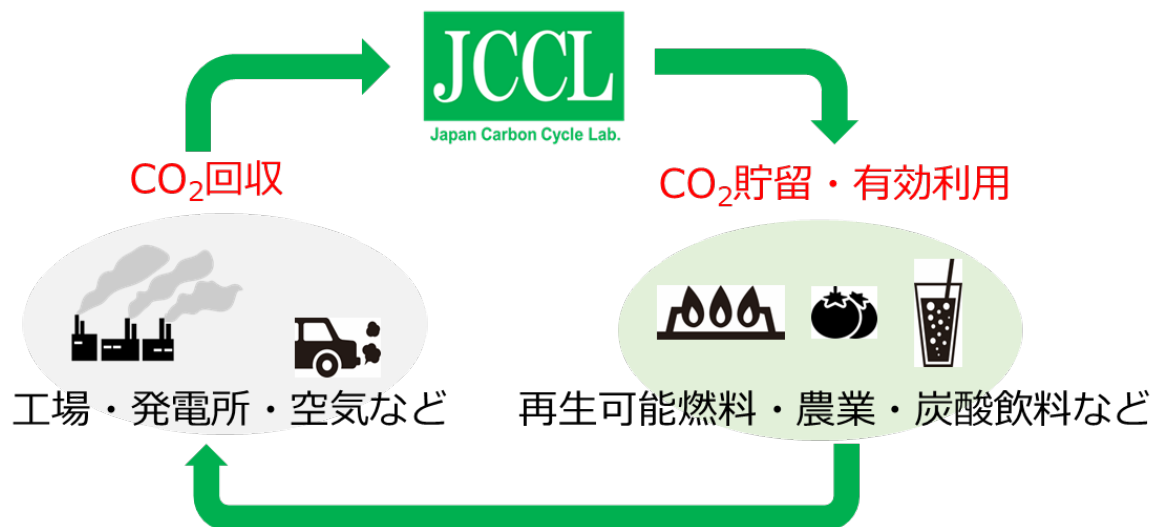 JCCL
Japan Carbon Cycle Lab.
CO₂回収
CO₂貯留・有効利用
工場・発電所・空気など
再生可能燃料・農業・炭酸飲料など